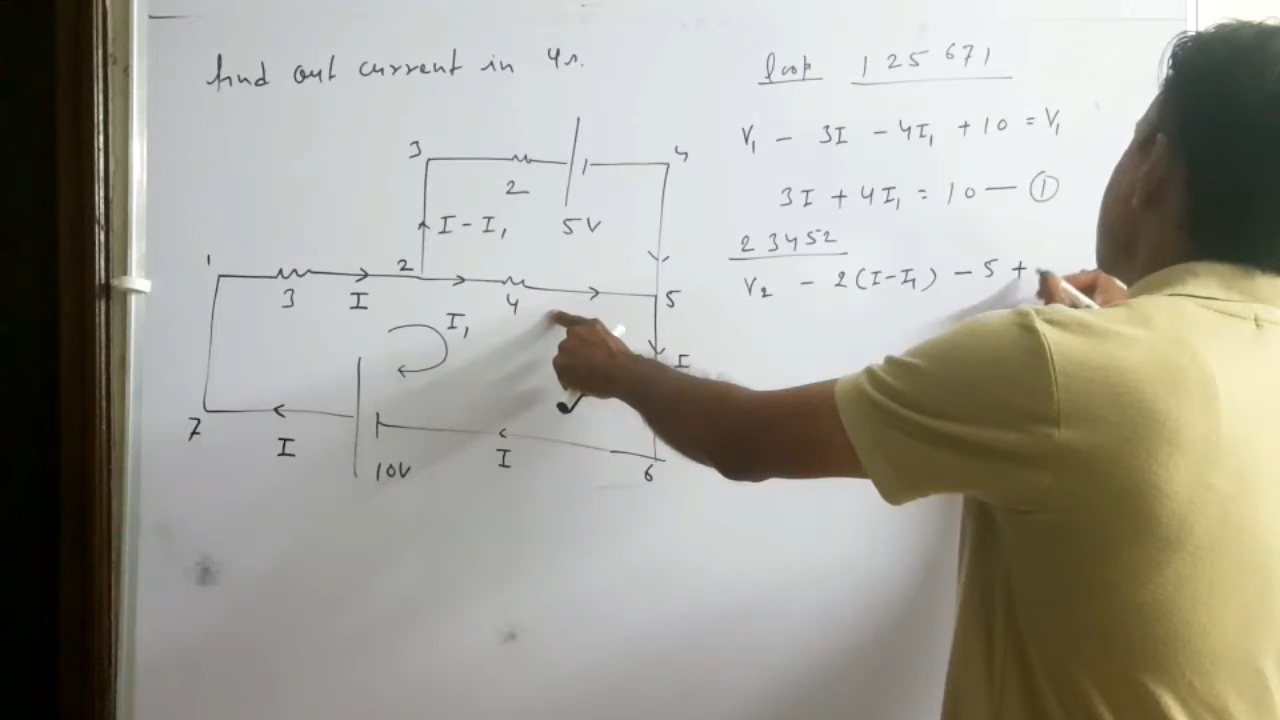 find out current in 4Ω.
loop 1 2 5 6 7 1
V₁ - 3I - 4I₁ + 10 = V₁
3I + 4I₁ = 10 — ①
2 3 4 5 2
V₂ - 2(I-I₁) - 5 +
3
4
2
I-I₁
5V
1
2
3
I
4
5
I₁
I
7
I
10V
I
6